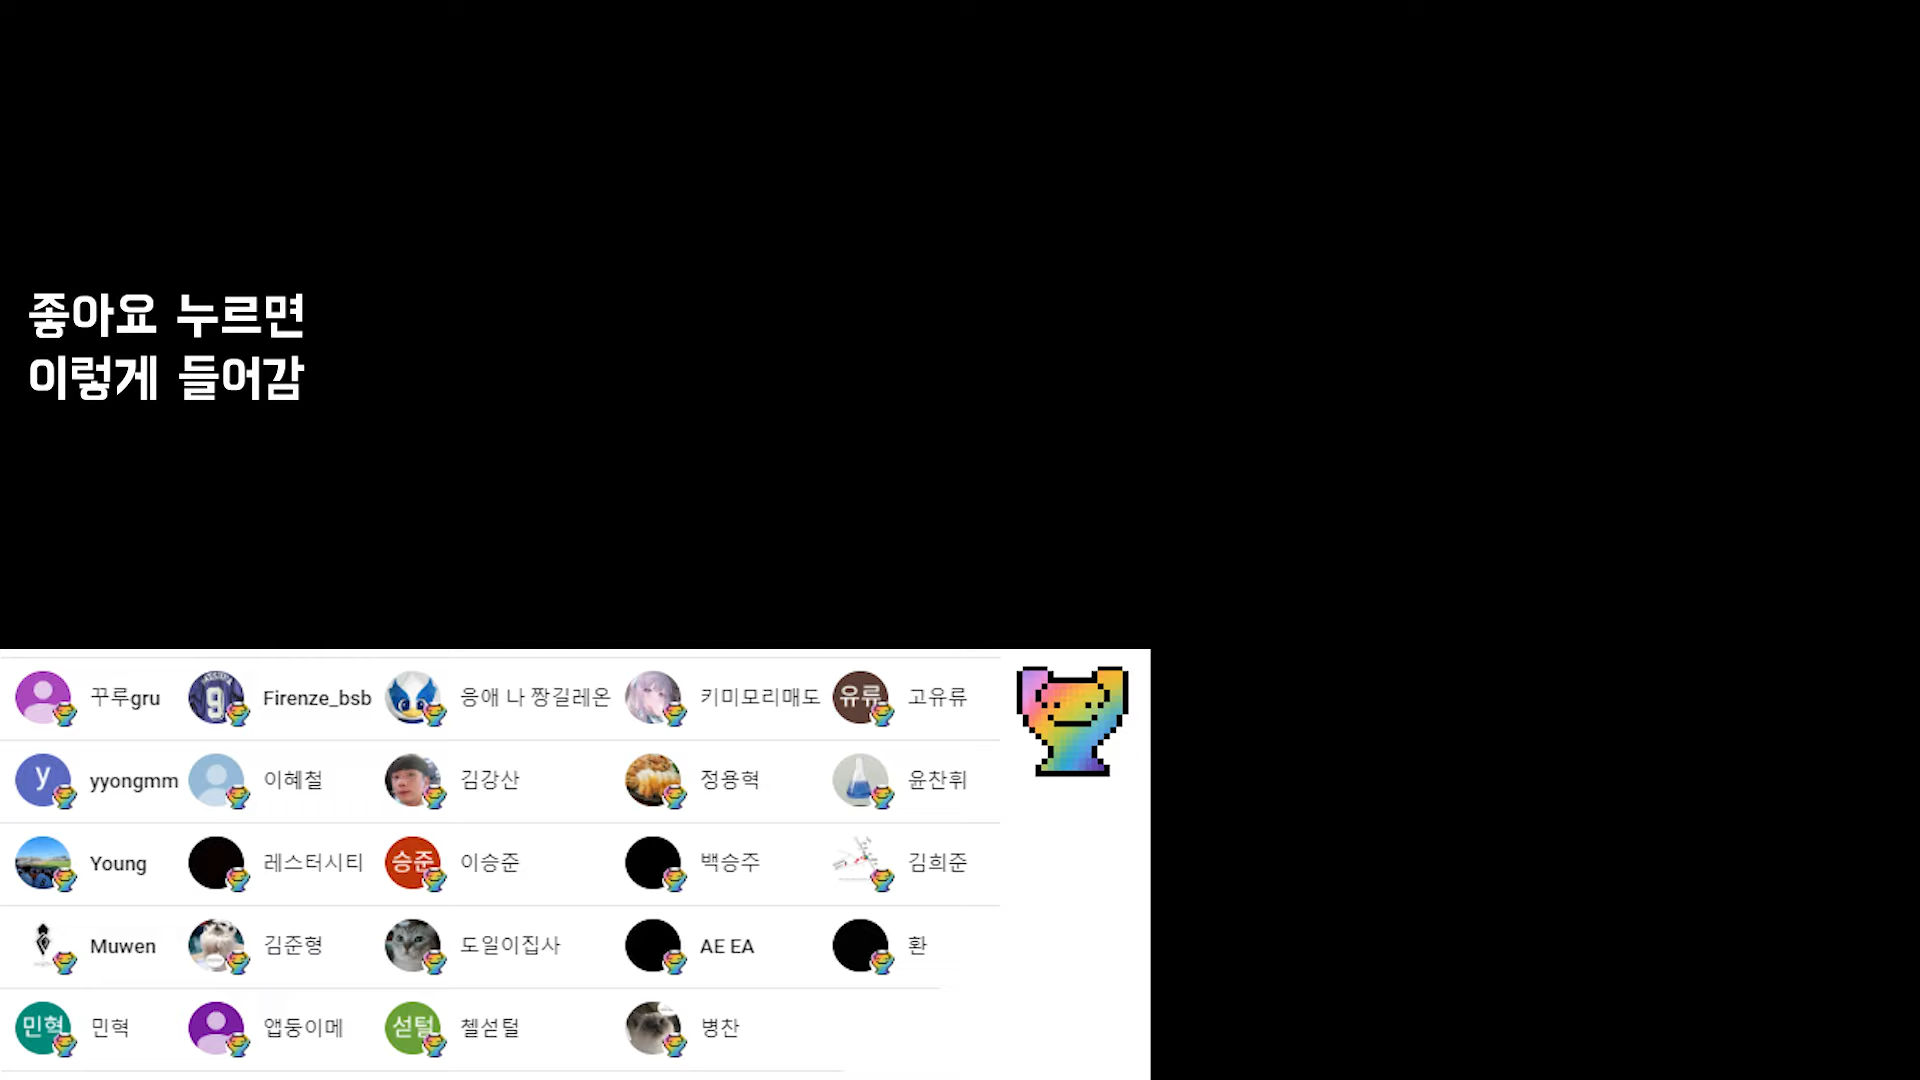 좋아요 누르면
이렇게 들어감
꾸루gru Firenze_bsb 응애 나 짱길레온 키미모리매도 유류 고유류
y yyongmm 이혜철 김강산 정용혁 윤찬휘
Young 레스터시티 승준 이승준 백승주 김희준
Muwen 김준형 도일이집사 AE EA 환
민혁 민혁 앱둥이메 섣털 첼섣털 병찬